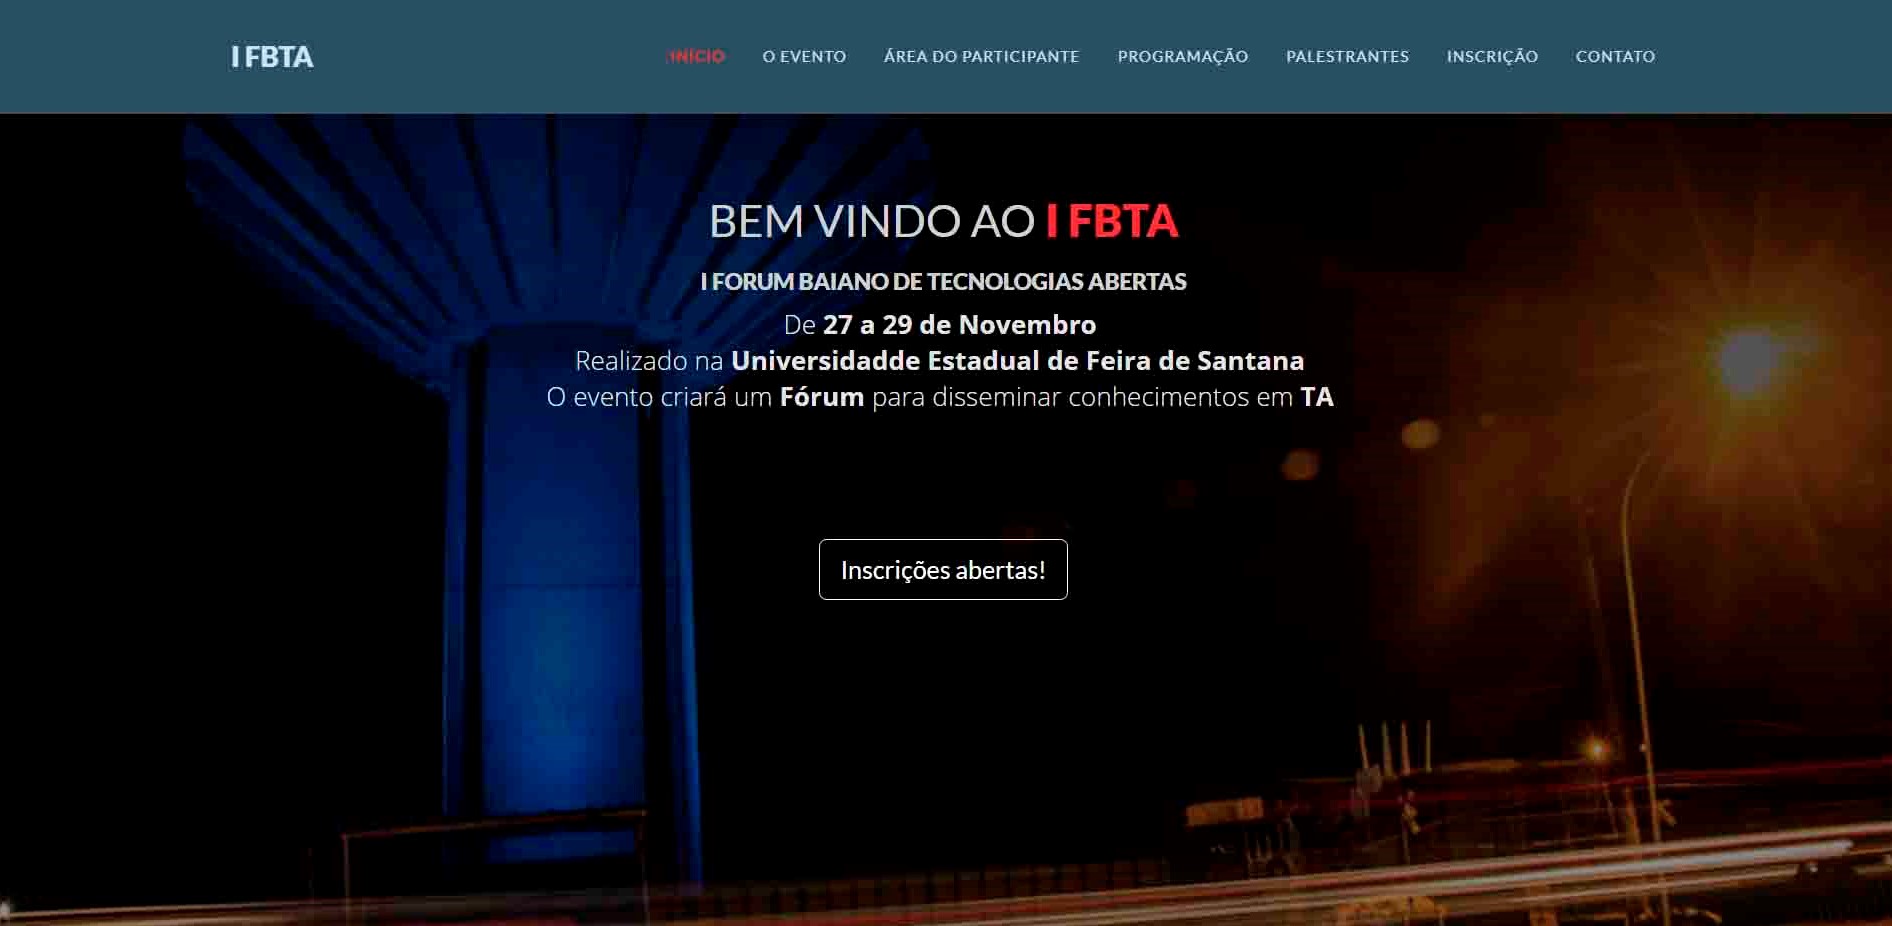 I FBTA
INÍCIO O EVENTO ÁREA DO PARTICIPANTE PROGRAMAÇÃO PALESTRANTES INSCRIÇÃO CONTATO
BEM VINDO AO I FBTA
I FORUM BAIANO DE TECNOLOGIAS ABERTAS
De 27 a 29 de Novembro
Realizado na Universidadde Estadual de Feira de Santana
O evento criará um Fórum para disseminar conhecimentos em TA
Inscrições abertas!